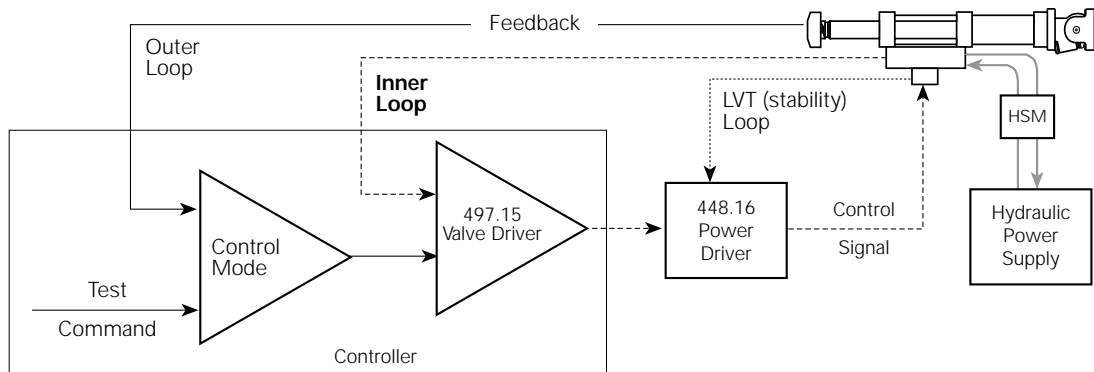 Feedback
Outer
Loop
Inner
Loop
LVT (stability)
Loop
HSM
497.15
Valve Driver
448.16
Power
Driver
Control
Signal
Hydraulic
Power
Supply
Control
Mode
Test
Command
Controller